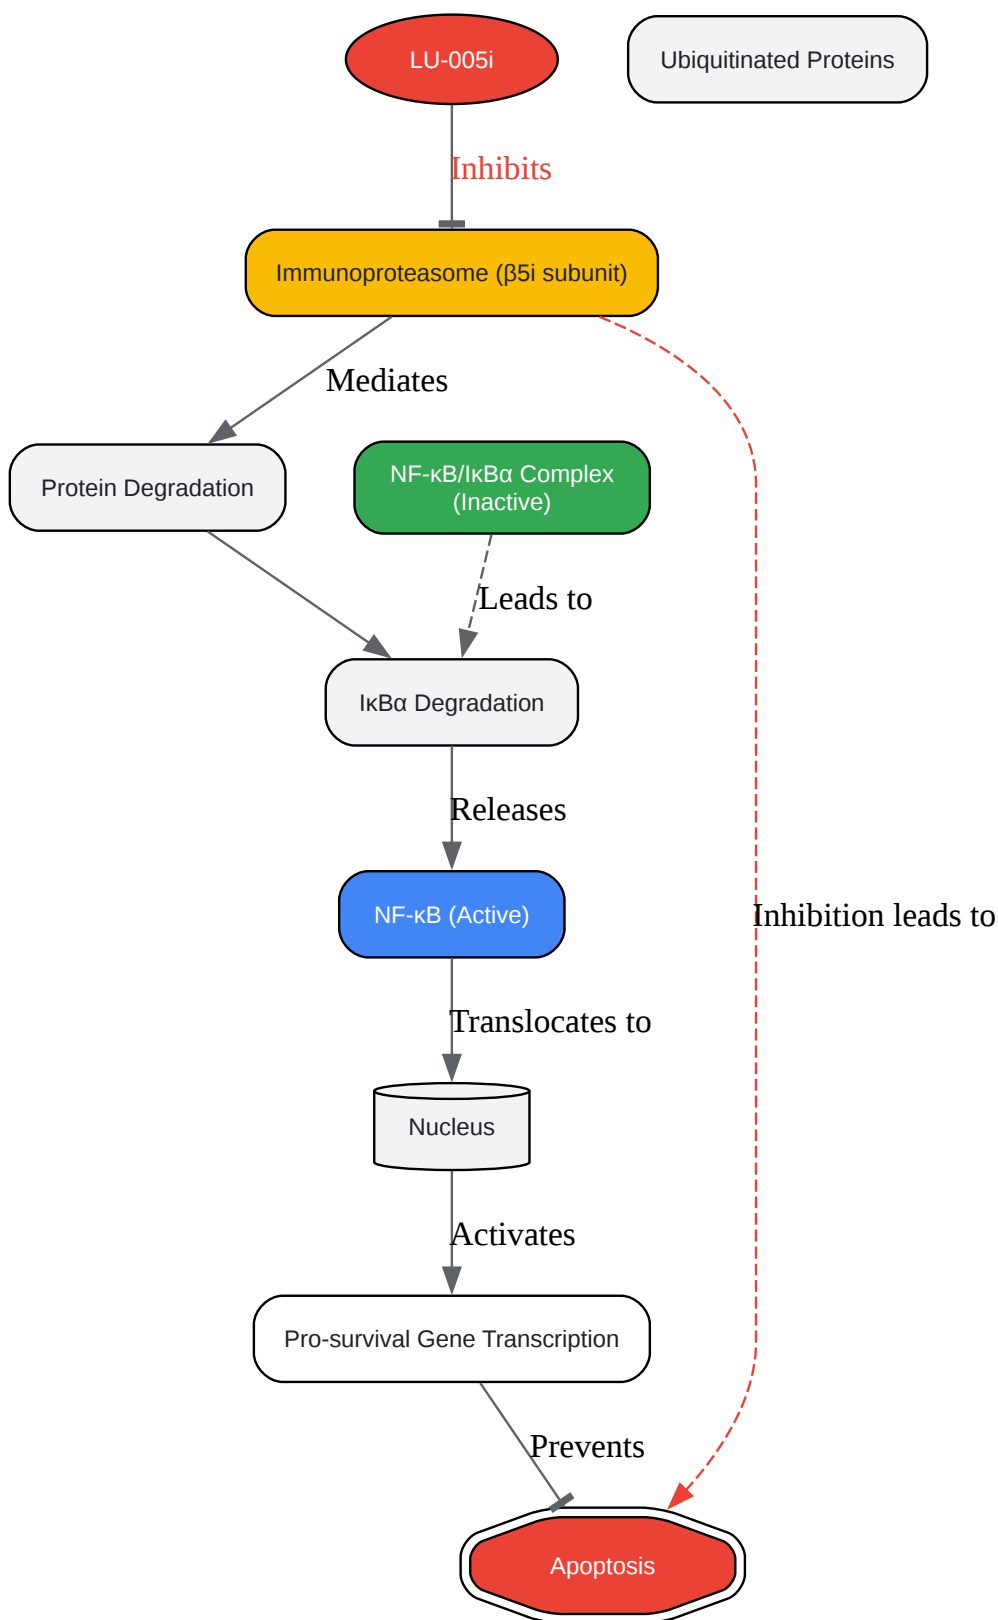 LU-005i
Ubiquitinated Proteins
Inhibits
Immunoproteasome (β5i subunit)
Mediates
Protein Degradation
NF-κB/IκBα Complex
(Inactive)
Leads to
IκBα Degradation
Releases
NF-κB (Active)
Inhibition leads to
Translocates to
Nucleus
Activates
Pro-survival Gene Transcription
Prevents
Apoptosis